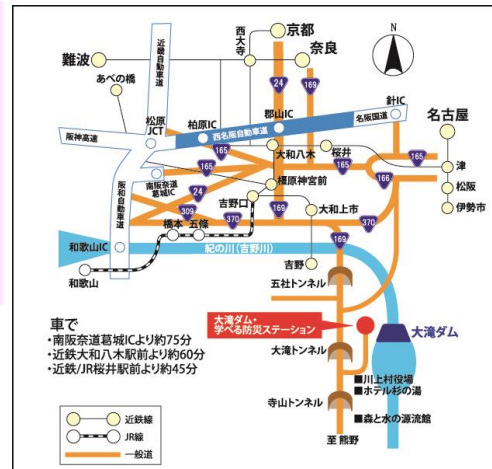 京都
西大寺
難波
奈良
近畿自動車道
あべの橋
24
169
N
松原JCT
柏原IC
郡山IC
針IC
名古屋
阪神高速
西名阪自動車道
名阪国道
165
大和八木
桜井
165
165
165
津
南阪奈道葛城IC
橿原神宮前
166
松阪
24
169
伊勢市
阪和自動車道
吉野口
大和上市
309
370
370
橋本
五條
169
和歌山IC
紀の川(吉野川)
和歌山
吉野
五社トンネル
大滝ダム・
学べる防災ステーション
大滝ダム
車で
・南阪奈道葛城ICより約75分
・近鉄大和八木駅前より約60分
・近鉄/JR桜井駅前より約45分
大滝トンネル
■川上村役場
■ホテル杉の湯
寺山トンネル
■森と水の源流館
至 熊野
近鉄線
JR線
一般道